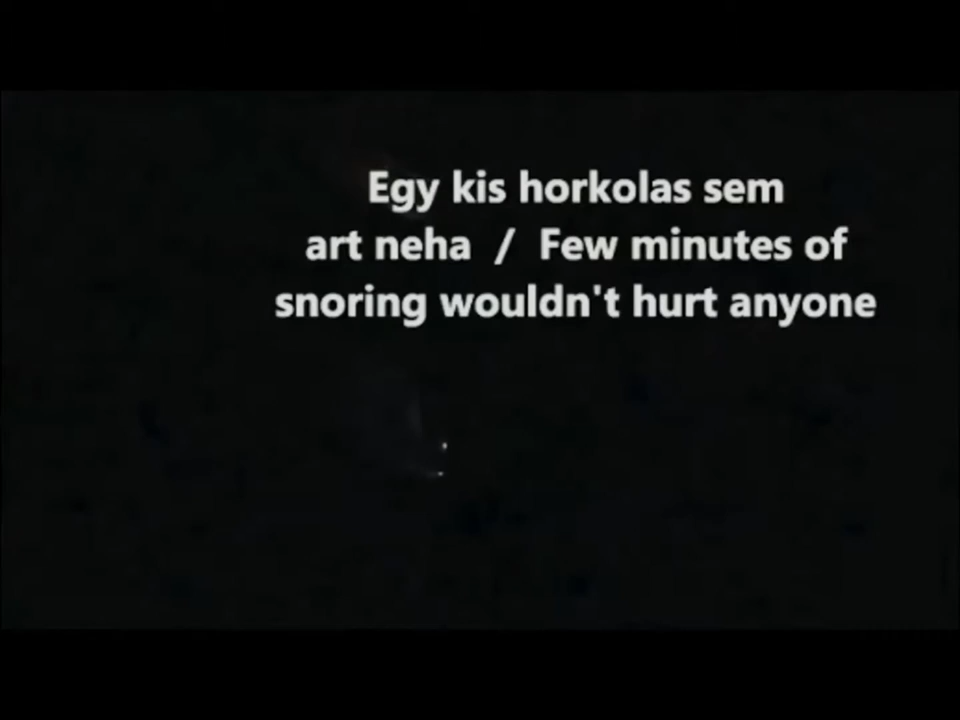 Egy kis horkolas sem
art neha / Few minutes of
snoring wouldn't hurt anyone